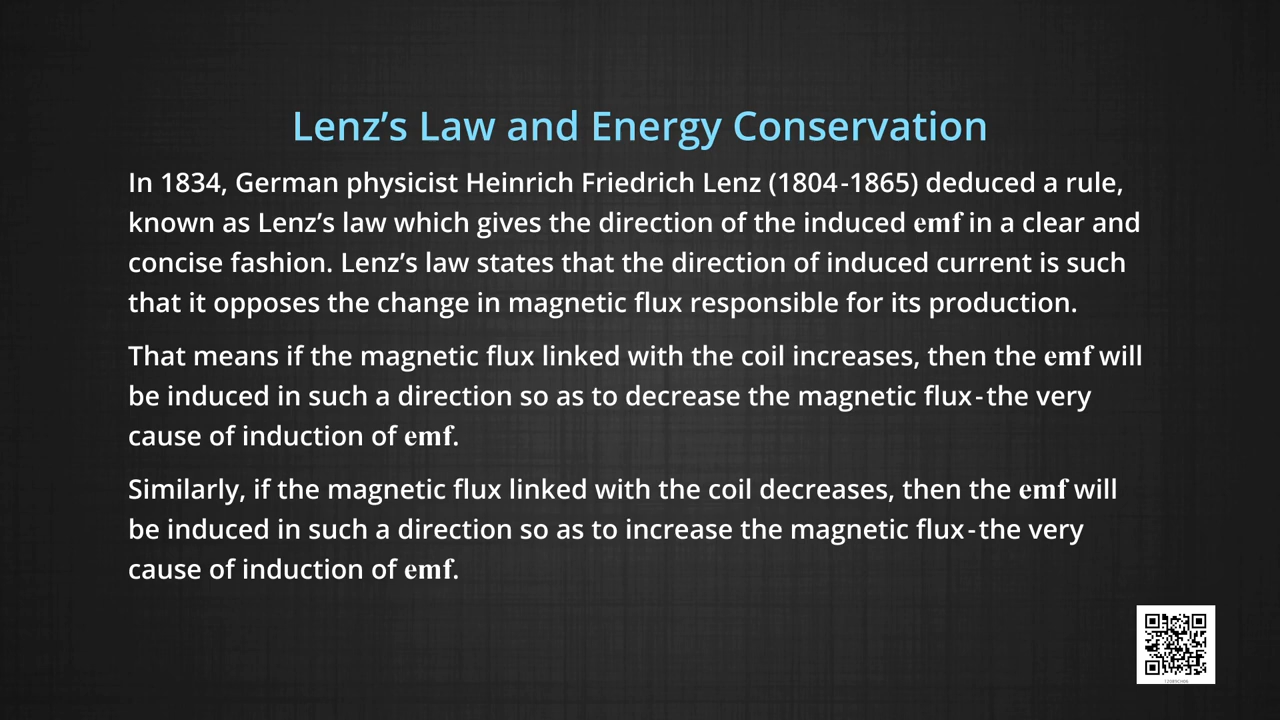 Lenz’s Law and Energy Conservation
In 1834, German physicist Heinrich Friedrich Lenz (1804-1865) deduced a rule,
known as Lenz’s law which gives the direction of the induced emf in a clear and
concise fashion. Lenz’s law states that the direction of induced current is such
that it opposes the change in magnetic flux responsible for its production.
That means if the magnetic flux linked with the coil increases, then the emf will
be induced in such a direction so as to decrease the magnetic flux-the very
cause of induction of emf.
Similarly, if the magnetic flux linked with the coil decreases, then the emf will
be induced in such a direction so as to increase the magnetic flux-the very
cause of induction of emf.